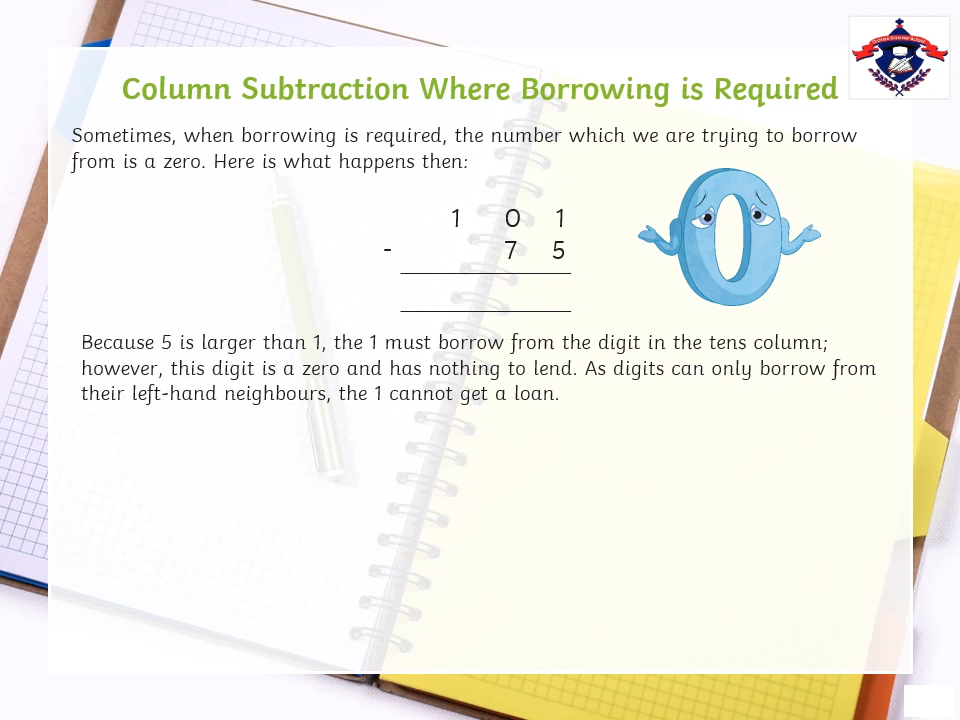 Column Subtraction Where Borrowing is Required
Sometimes, when borrowing is required, the number which we are trying to borrow
from is a zero. Here is what happens then:
1 0 1
- 7 5
Because 5 is larger than 1, the 1 must borrow from the digit in the tens column;
however, this digit is a zero and has nothing to lend. As digits can only borrow from
their left-hand neighbours, the 1 cannot get a loan.